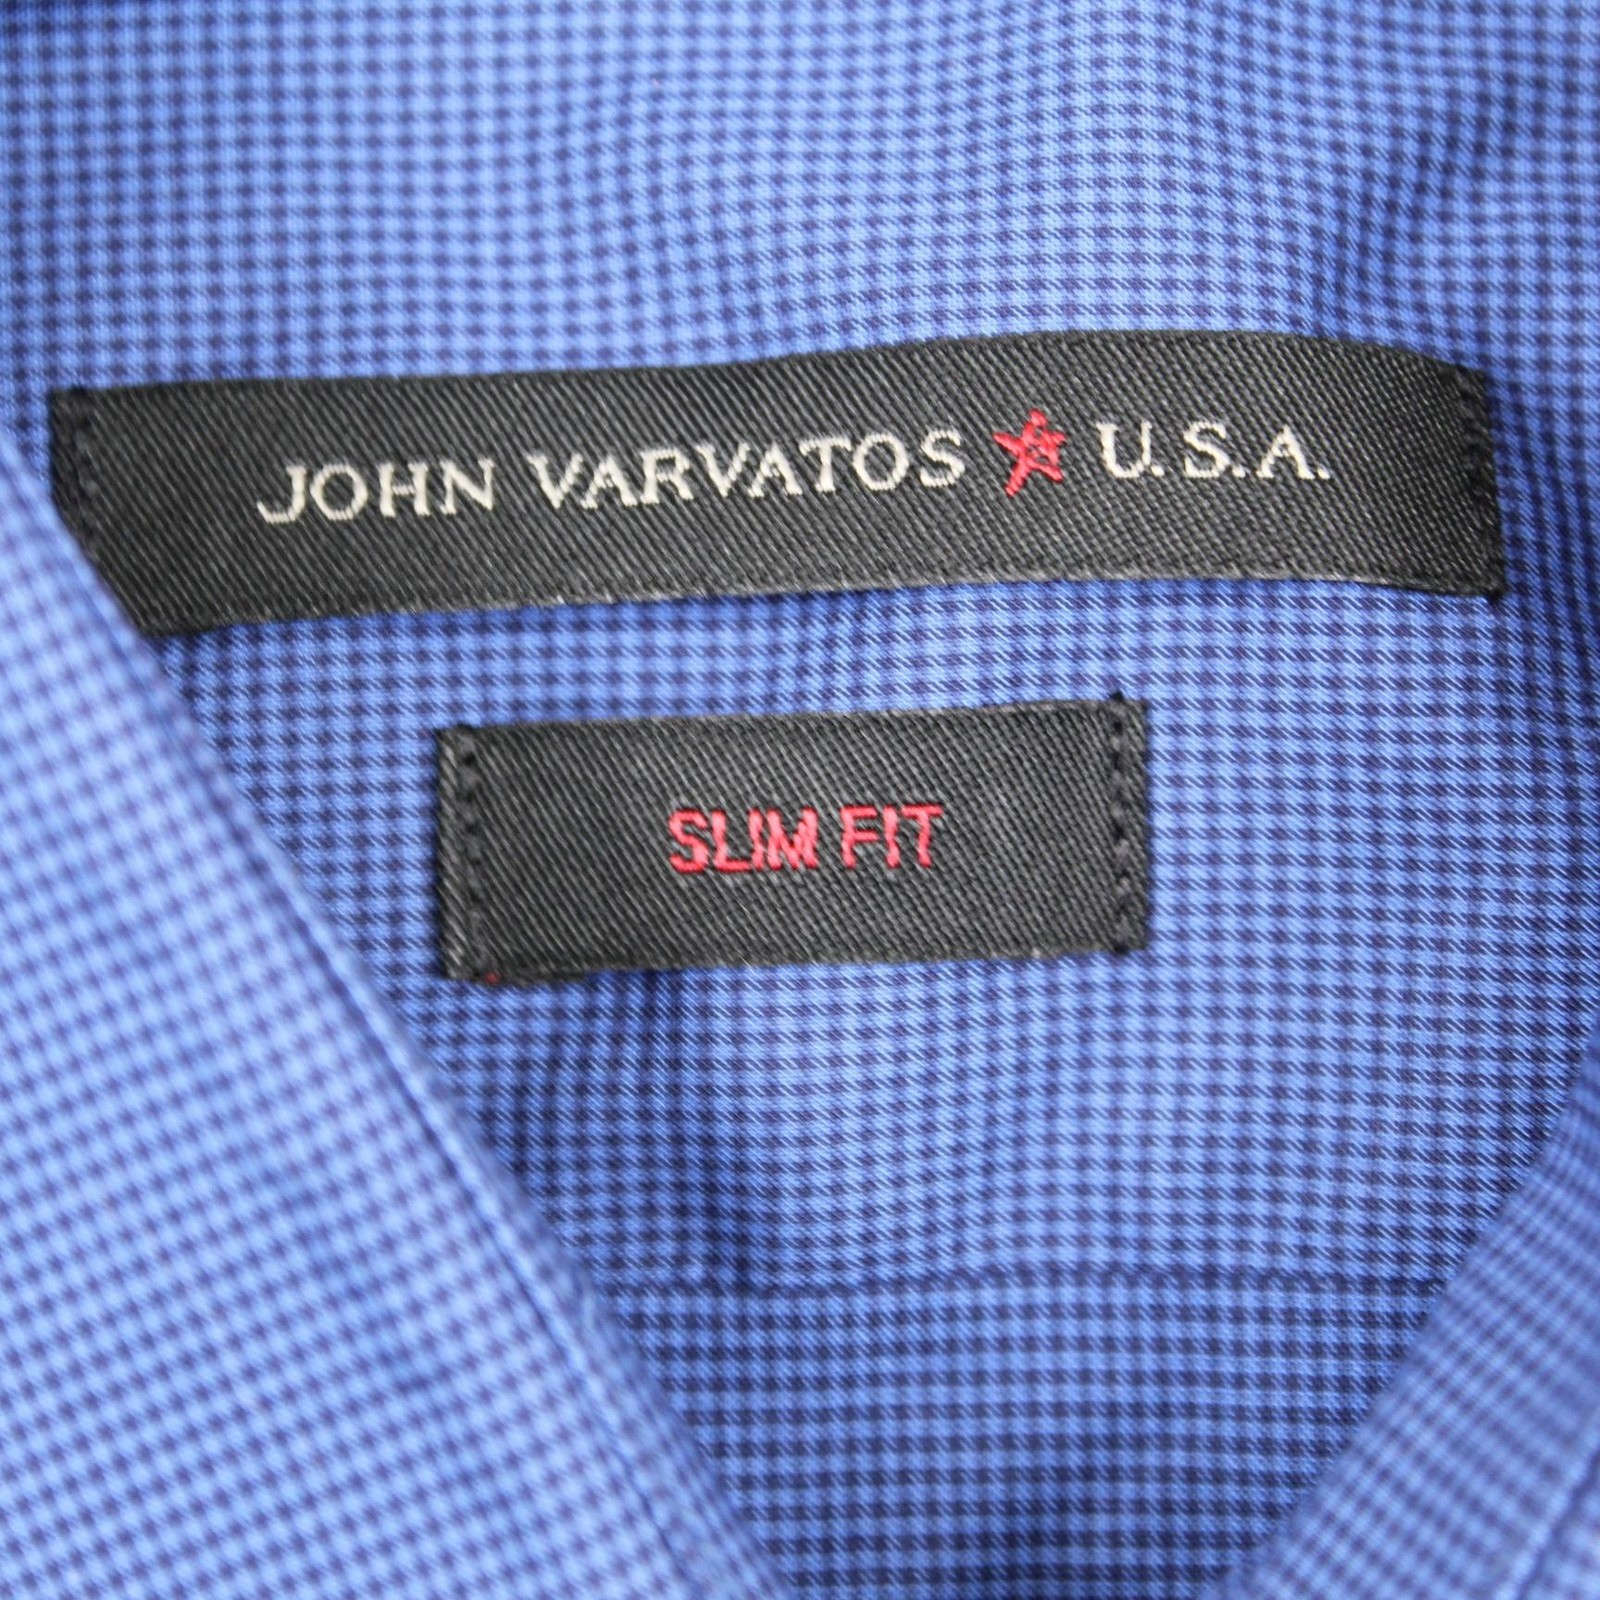 JOHN VARVATOS ★ U.S.A.
SLIM FIT